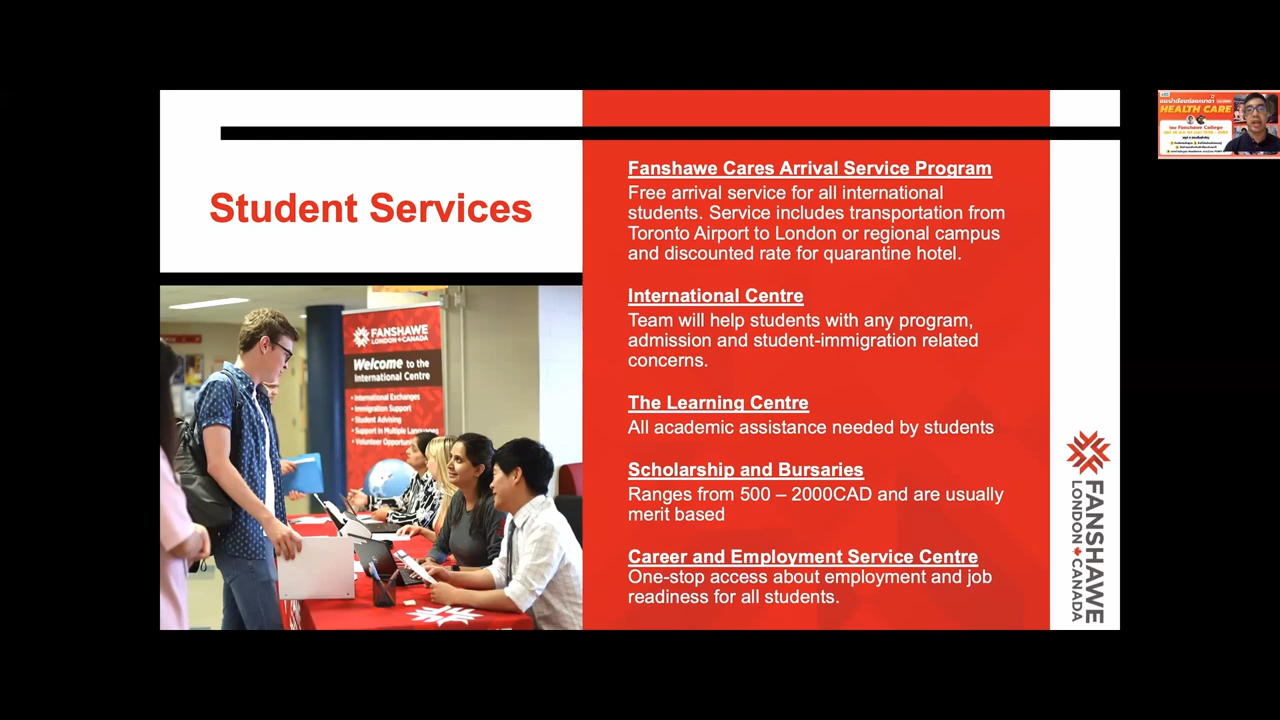 Student Services
Fanshawe Cares Arrival Service Program
Free arrival service for all international
students. Service includes transportation from
Toronto Airport to London or regional campus
and discounted rate for quarantine hotel.
International Centre
Team will help students with any program,
admission and student-immigration related
concerns.
The Learning Centre
All academic assistance needed by students
Scholarship and Bursaries
Ranges from 500 – 2000CAD and are usually
merit based
Career and Employment Service Centre
One-stop access about employment and job
readiness for all students.
FANSHAWE
LONDON CANADA
Welcome to the
International Centre
• International Exchanges
• Immigration Support
• Student Advising
• Support in Multiple Languages
• Volunteer
FANSHAWE
LONDON CANADA
HEALTH CARE
Fanshawe College